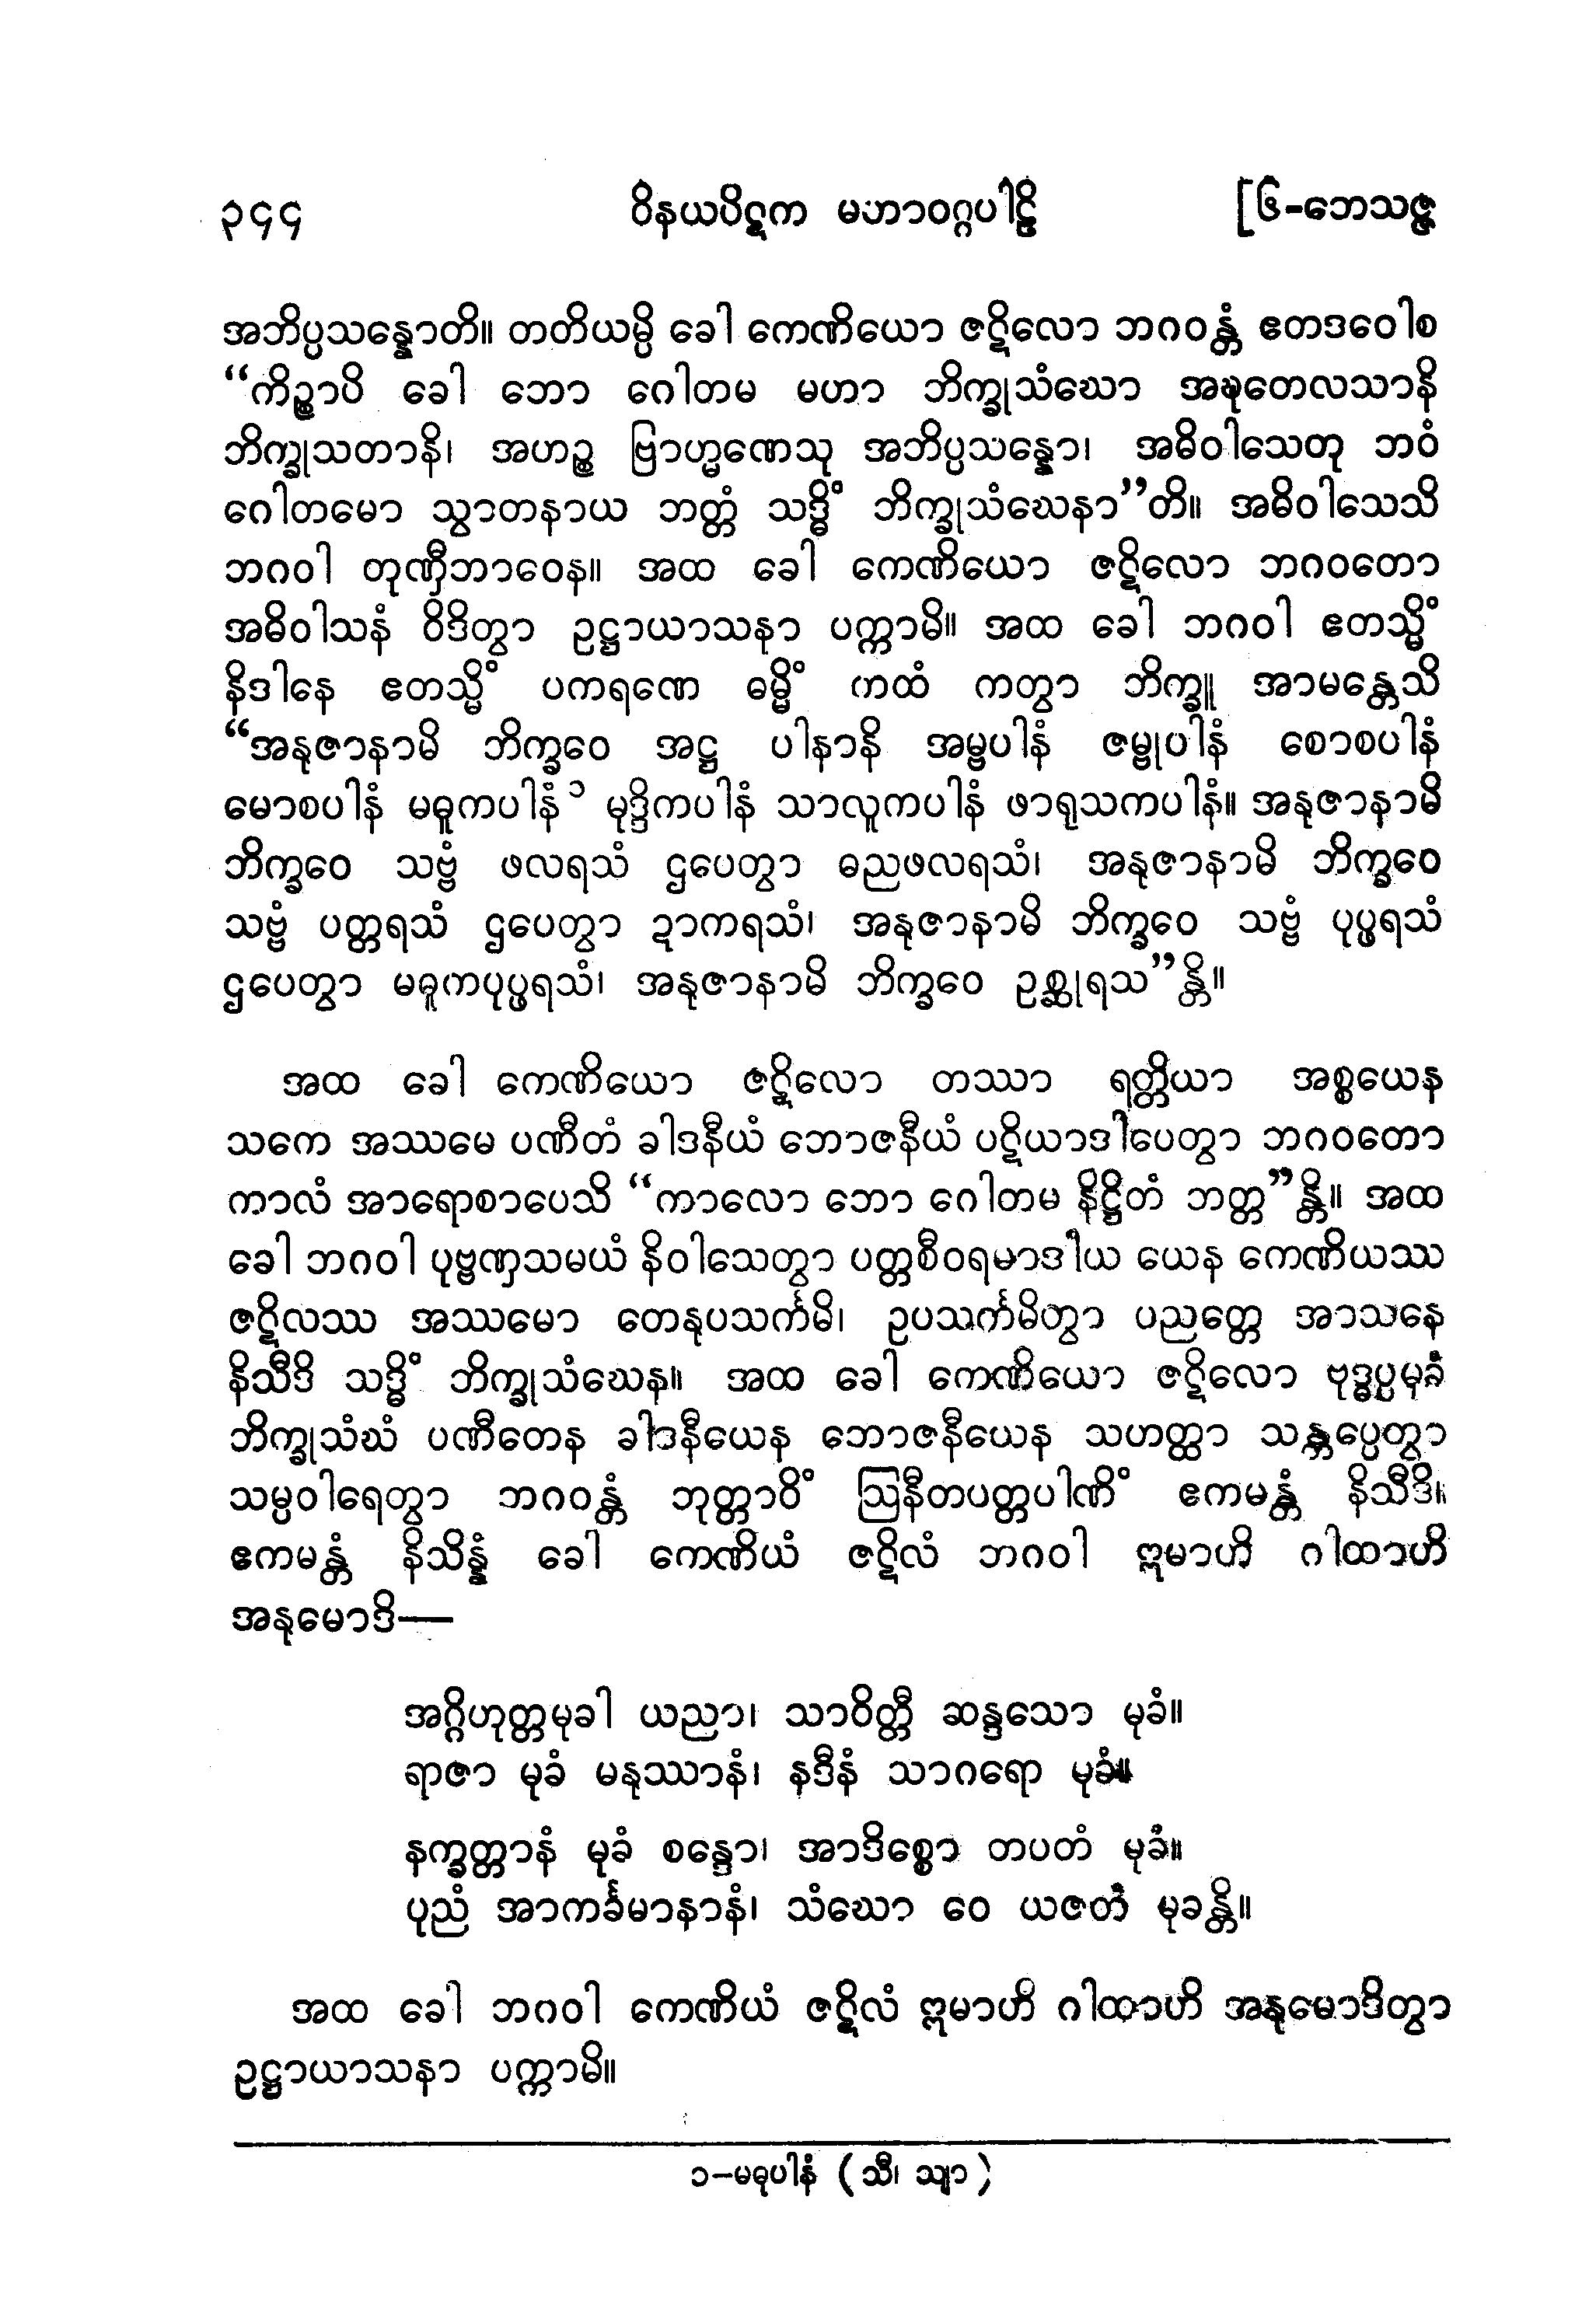 ၃၄၄ ဝိနယပိဋက မဟာဝဂ္ဂပါဠိ [၆-ဘေသဇ္ဇ
အဘိပ္ပသန္နောတိ။ တတိယမ္ပိ ခေါ ကေဏိယော ဇဋိလော ဘဂဝန္တံ ဧတဒဝေါစ
“ကိဉ္စာပိ ခေါ ဘော ဂေါတမ မဟာ ဘိက္ခုသံဃော အဍ္ဎတေလသာနိ
ဘိက္ခုသတာနိ၊ အဟဉ္စ ဗြာဟ္မဏေသု အဘိပ္ပသန္နော၊ အဓိဝါသေတု ဘဝံ
ဂေါတမော သွာတနာယ ဘတ္တံ သဒ္ဓိံ ဘိက္ခုသံဃေနာ”တိ။ အဓိဝါသေသိ
ဘဂဝါ တုဏှီဘာဝေန။ အထ ခေါ ကေဏိယော ဇဋိလော ဘဂဝတော
အဓိဝါသနံ ဝိဒိတွာ ဥဋ္ဌာယာသနာ ပက္ကာမိ။ အထ ခေါ ဘဂဝါ ဧတသ္မိံ
နိဒါနေ ဧတသ္မိံ ပကရဏေ ဓမ္မိံ ကထံ ကတွာ ဘိက္ခူ အာမန္တေသိ
“အနုဇာနာမိ ဘိက္ခဝေ အဋ္ဌ ပါနာနိ အမ္ဗပါနံ ဇမ္ဗုပါနံ စောစပါနံ
မောစပါနံ မဓူကပါနံ ၁ မုဒ္ဒိကပါနံ သာလူကပါနံ ဖာရုသကပါနံ။ အနုဇာနာမိ
ဘိက္ခဝေ သဗ္ဗံ ဖလရသံ ဌပေတွာ ဓညဖလရသံ၊ အနုဇာနာမိ ဘိက္ခဝေ
သဗ္ဗံ ပတ္တရသံ ဌပေတွာ ဍာကရသံ၊ အနုဇာနာမိ ဘိက္ခဝေ သဗ္ဗံ ပုပ္ဖရသံ
ဌပေတွာ မဓူကပုပ္ဖရသံ၊ အနုဇာနာမိ ဘိက္ခဝေ ဥစ္ဆုရသ”န္တိ။
အထ ခေါ ကေဏိယော ဇဋိလော တဿာ ရတ္တိယာ အစ္စယေန
သကေ အဿမေ ပဏီတံ ခါဒနီယံ ဘောဇနီယံ ပဋိယာဒါပေတွာ ဘဂဝတော
ကာလံ အာရောစာပေသိ “ကာလော ဘော ဂေါတမ နိဋ္ဌိတံ ဘတ္တ”န္တိ။ အထ
ခေါ ဘဂဝါ ပုဗ္ဗဏှသမယံ နိဝါသေတွာ ပတ္တစီဝရမာဒါယ ယေန ကေဏိယဿ
ဇဋိလဿ အဿမော တေနုပသင်္ကမိ၊ ဥပသင်္ကမိတွာ ပညတ္တေ အာသနေ
နိသီဒိ သဒ္ဓိံ ဘိက္ခုသံဃေန။ အထ ခေါ ကေဏိယော ဇဋိလော ဗုဒ္ဓပ္ပမုခံ
ဘိက္ခုသံဃံ ပဏီတေန ခါဒနီယေန ဘောဇနီယေန သဟတ္ထာ သန္တပ္ပေတွာ
သမ္ပဝါရေတွာ ဘဂဝန္တံ ဘုတ္တာဝိံ ဩနီတပတ္တပါဏိံ ဧကမန္တံ နိသီဒိ။
ဧကမန္တံ နိသိန္နံ ခေါ ကေဏိယံ ဇဋိလံ ဘဂဝါ ဣမာဟိ ဂါထာဟိ
အနုမောဒိ—
အဂ္ဂိဟုတ္တမုခါ ယညာ၊ သာဝိတ္တီ ဆန္ဒသော မုခံ။
ရာဇာ မုခံ မနုဿာနံ၊ နဒီနံ သာဂရော မုခံ။
နက္ခတ္တာနံ မုခံ စန္ဒော၊ အာဒိစ္စော တပတံ မုခံ။
ပုညံ အာကင်္ခမာနာနံ၊ သံဃော ဝေ ယဇတံ မုခန္တိ။
အထ ခေါ ဘဂဝါ ကေဏိယံ ဇဋိလံ ဣမာဟိ ဂါထာဟိ အနုမောဒိတွာ
ဥဋ္ဌာယာသနာ ပက္ကာမိ။
၁–မဓုပါနံ (သီ၊ သျာ)